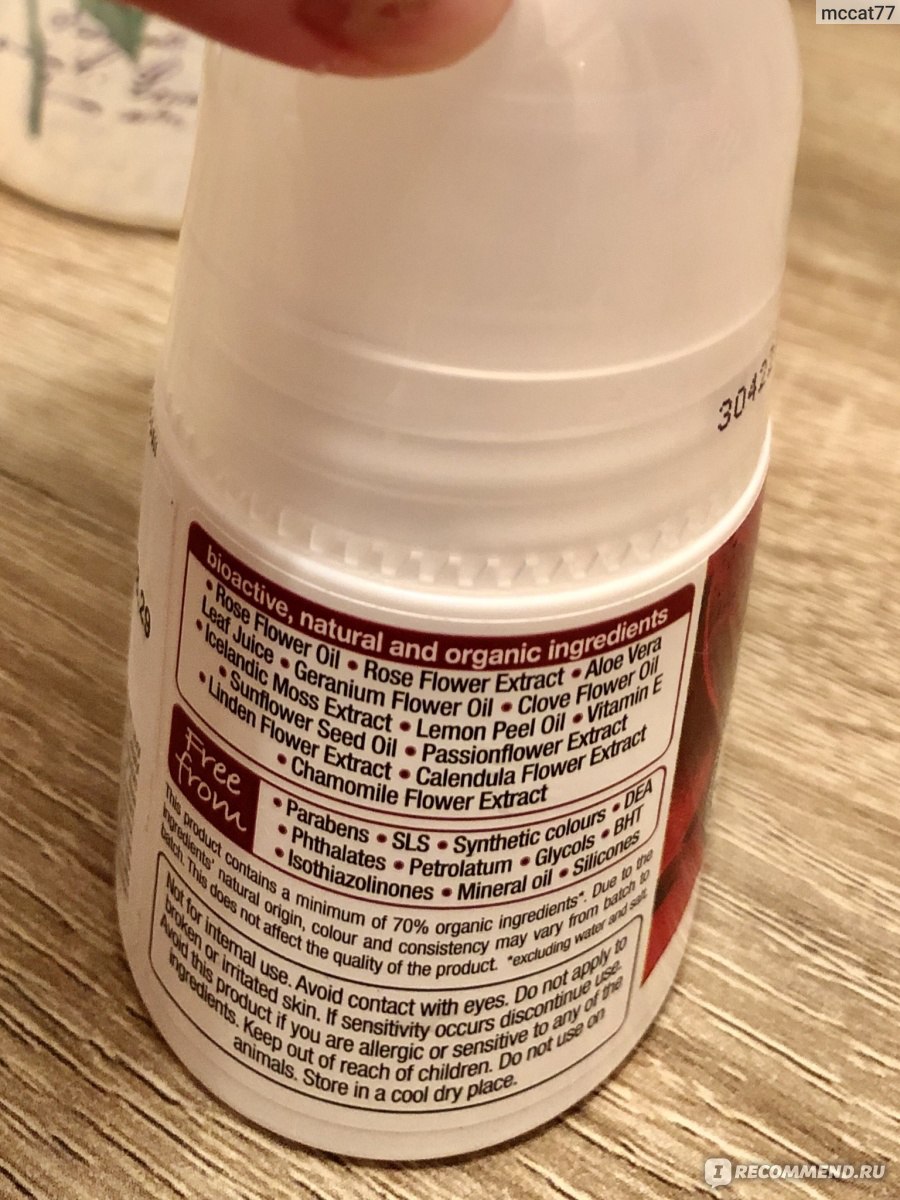 mccat77
3042
29
bioactive, natural and organic ingredients
• Rose Flower Oil • Rose Flower Extract • Aloe Vera
Leaf Juice • Geranium Flower Oil • Clove Flower Oil
• Icelandic Moss Extract • Lemon Peel Oil • Vitamin E
• Sunflower Seed Oil • Passionflower Extract
• Linden Flower Extract • Calendula Flower Extract
• Chamomile Flower Extract
Free
from
• Parabens • SLS • Synthetic colours • DEA
• Phthalates • Petrolatum • Glycols • BHT
• Isothiazolinones • Mineral oil • Silicones
This product contains a minimum of 70% organic ingredients*. Due to the
ingredients' natural origin, colour and consistency may vary from batch to
batch. This does not affect the quality of the product. *excluding water and salt.
Not for internal use. Avoid contact with eyes. Do not apply to
broken or irritated skin. If sensitivity occurs discontinue use.
Avoid this product if you are allergic or sensitive to any of the
ingredients. Keep out of reach of children. Do not use on
animals. Store in a cool dry place.
IRECOMMEND.RU